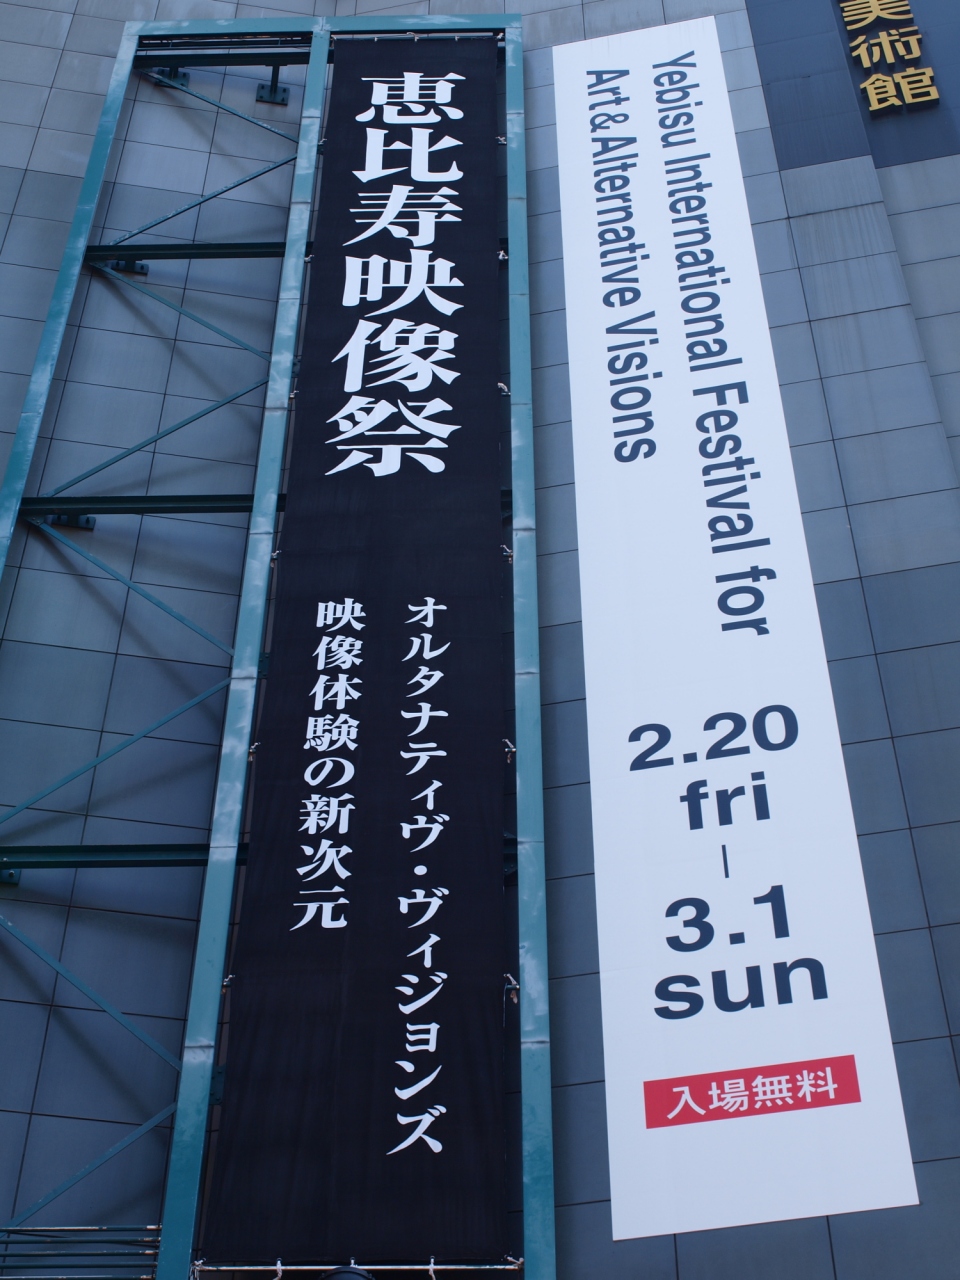 美術館
Yebisu International Festival for
Art & Alternative Visions
2.20
fri
—
3.1
sun
入場無料
恵比寿映像祭
オルタナティヴ・ヴィジョンズ
映像体験の新次元